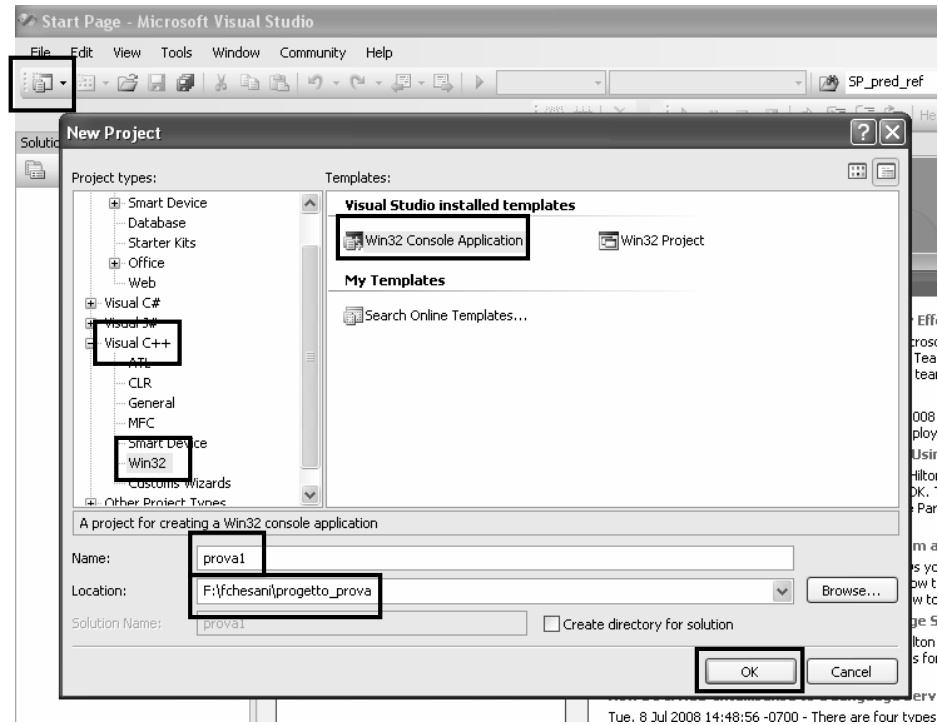 Start Page - Microsoft Visual Studio
File Edit View Tools Window Community Help
SP_pred_ref
New Project
Project types:
Templates:
Smart Device
Database
Starter Kits
Office
Web
Visual C#
Visual J#
Visual C++
ATL
CLR
General
MFC
Smart Device
Win32
Customs Wizards
Other Project Types
Visual Studio installed templates
Win32 Console Application
Win32 Project
My Templates
Search Online Templates...
A project for creating a Win32 console application
Name:
prova1
Location:
F:\fchesani\progetto_prova
Browse...
Solution Name:
prova1
Create directory for solution
OK
Cancel
Tue, 8 Jul 2008 14:48:56 -0700 - There are four types